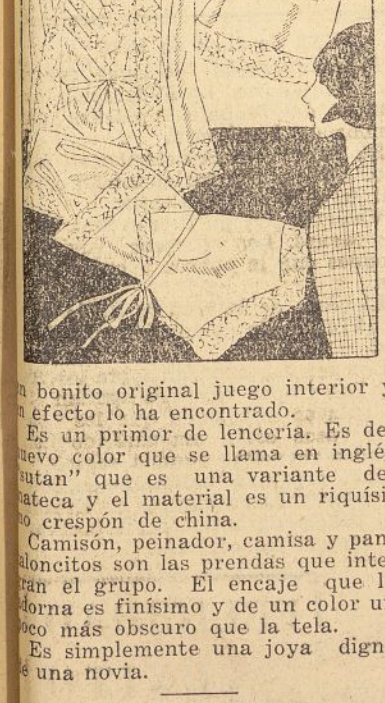 n bonito original juego interior y
n efecto lo ha encontrado.
Es un primor de lencería. Es de
uevo color que se llama en inglé
"sutan" que es una variante de
ateca y el material es un riquísi
o crespón de china.
Camisón, peinador, camisa y pan
aloncitos son las prendas que inte
ran el grupo. El encaje que l
dorna es finísimo y de un color u
oco más obscuro que la tela.
Es simplemente una joya dign
e una novia.